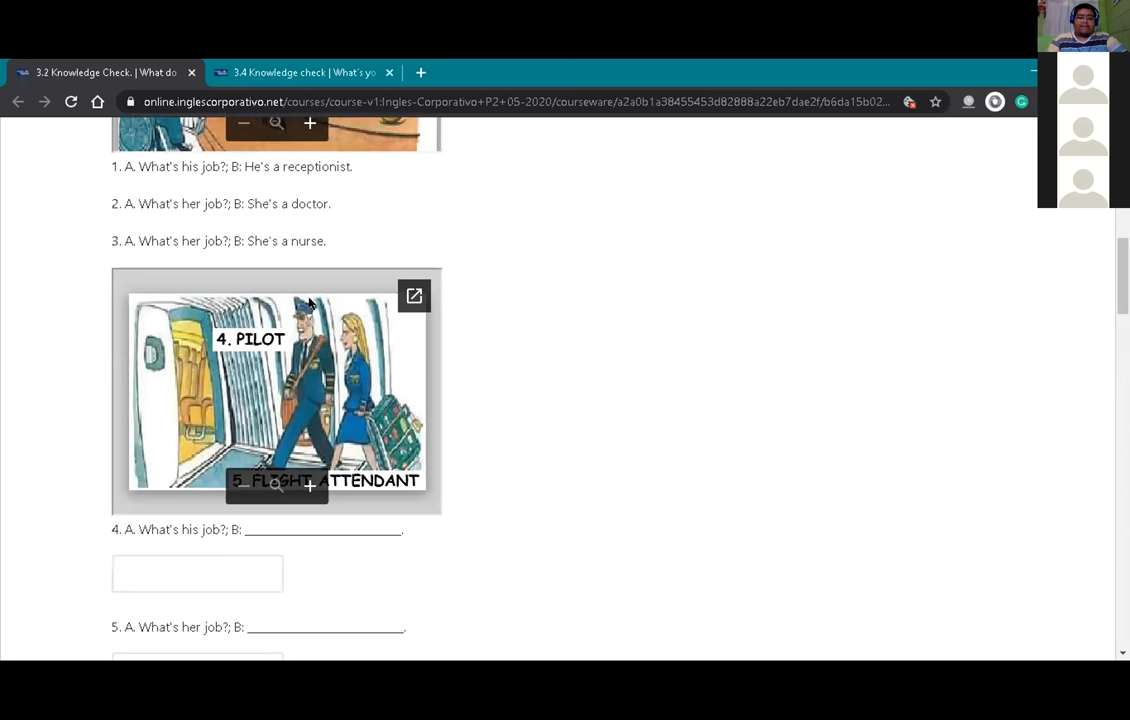 3.2 Knowledge Check. | What do
3.4 Knowledge check | What's yo
online.inglescorporativo.net/courses/course-v1:Ingles-Corporativo+P2+05-2020/courseware/a2a0b1a38455453d82888a22eb7dae2f/b6da15b02...
1. A. What's his job?; B: He's a receptionist.
2. A. What's her job?; B: She's a doctor.
3. A. What's her job?; B: She's a nurse.
4. PILOT
5. FLIGHT ATTENDANT
4. A. What's his job?; B: ______________________.
5. A. What's her job?; B: ______________________.